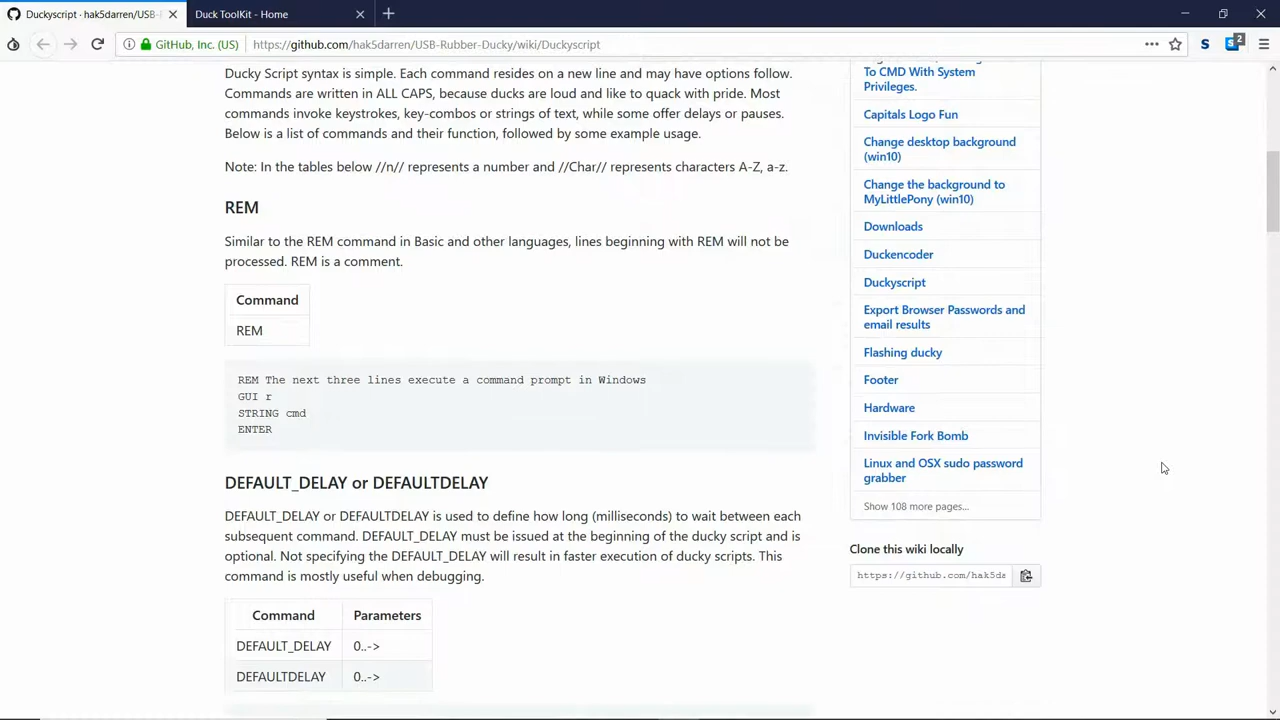 Duckyscript · hak5darren/USB-R
Duck ToolKit - Home
GitHub, Inc. (US)
https://github.com/hak5darren/USB-Rubber-Ducky/wiki/Duckyscript
S
2
Ducky Script syntax is simple. Each command resides on a new line and may have options follow.
Commands are written in ALL CAPS, because ducks are loud and like to quack with pride. Most
commands invoke keystrokes, key-combos or strings of text, while some offer delays or pauses.
Below is a list of commands and their function, followed by some example usage.
Note: In the tables below //n// represents a number and //Char// represents characters A-Z, a-z.
REM
Similar to the REM command in Basic and other languages, lines beginning with REM will not be
processed. REM is a comment.
Command
REM
REM The next three lines execute a command prompt in Windows
GUI r
STRING cmd
ENTER
DEFAULT_DELAY or DEFAULTDELAY
DEFAULT_DELAY or DEFAULTDELAY is used to define how long (milliseconds) to wait between each
subsequent command. DEFAULT_DELAY must be issued at the beginning of the ducky script and is
optional. Not specifying the DEFAULT_DELAY will result in faster execution of ducky scripts. This
command is mostly useful when debugging.
Command Parameters
DEFAULT_DELAY 0..->
DEFAULTDELAY 0..->
To CMD With System
Privileges.
Capitals Logo Fun
Change desktop background
(win10)
Change the background to
MyLittlePony (win10)
Downloads
Duckencoder
Duckyscript
Export Browser Passwords and
email results
Flashing ducky
Footer
Hardware
Invisible Fork Bomb
Linux and OSX sudo password
grabber
Show 108 more pages...
Clone this wiki locally
https://github.com/hak5da